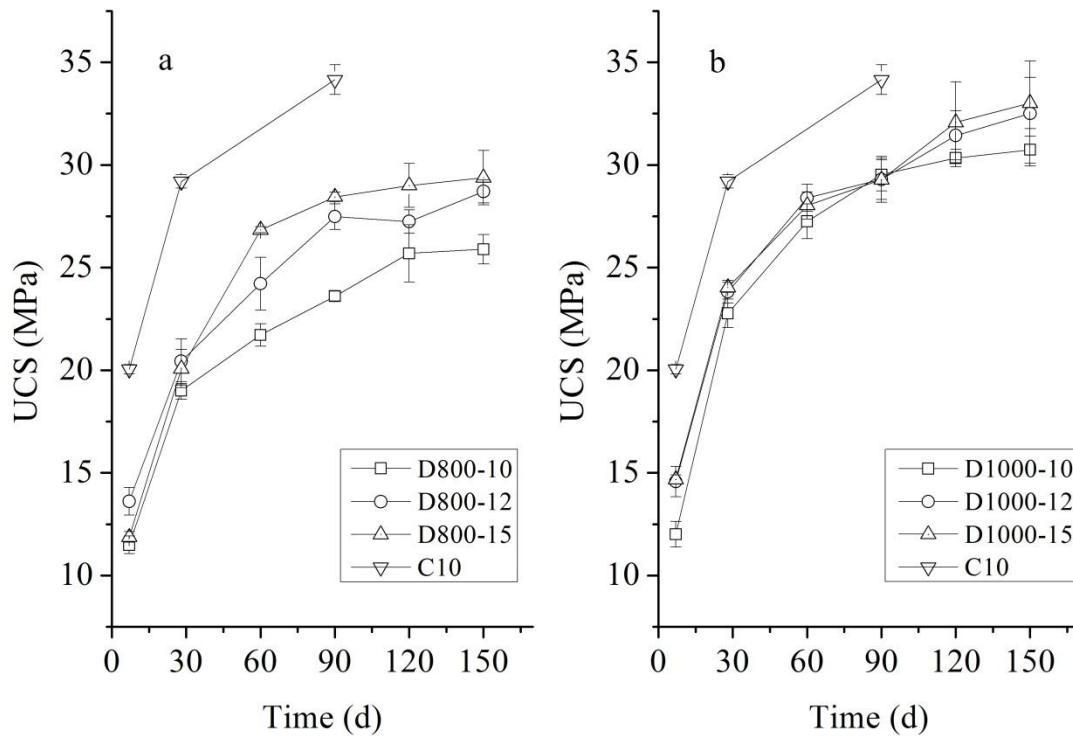 a
35
30
25
20
15
10
UCS (MPa)
D800-10
D800-12
D800-15
C10
0 30 60 90 120 150
Time (d)
b
35
30
25
20
15
10
UCS (MPa)
D1000-10
D1000-12
D1000-15
C10
0 30 60 90 120 150
Time (d)